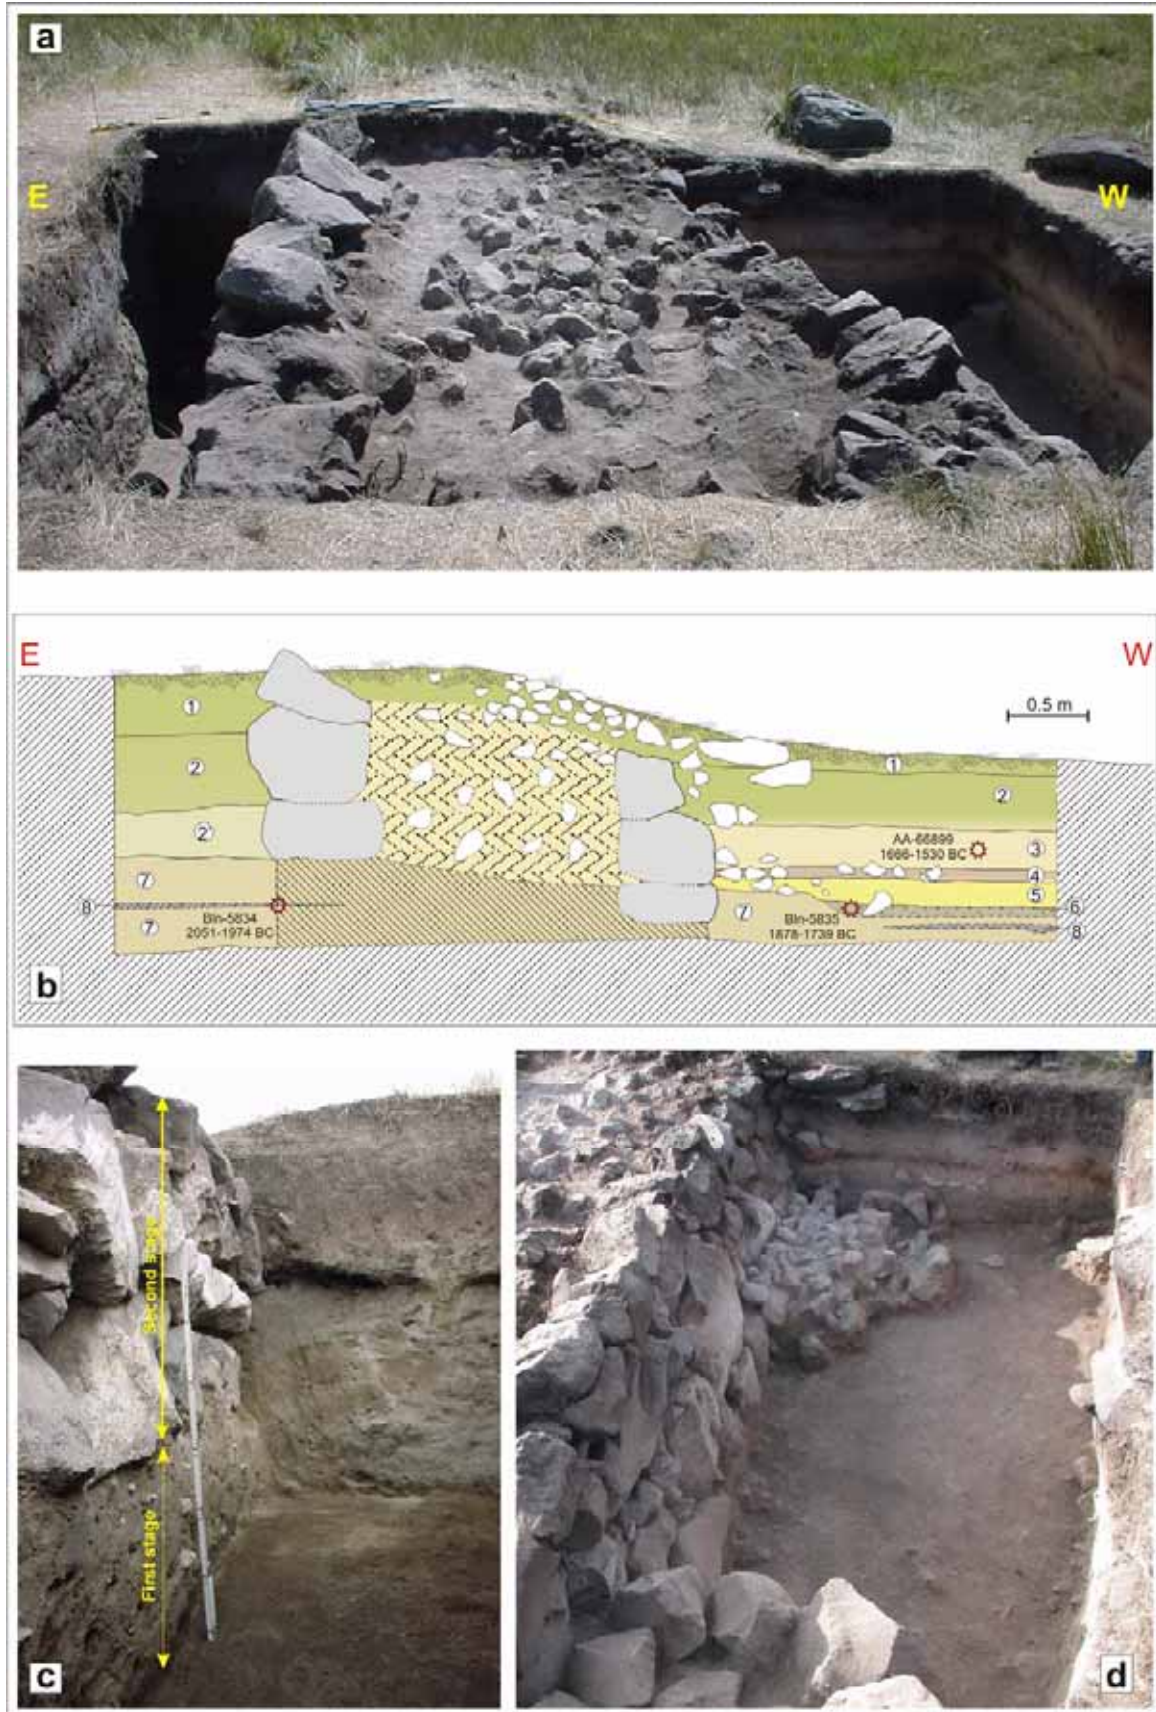 a
E
W
E
W
0.5 m
1
1
2
2
2
AA-66899
1666-1530 BC
3
4
7
5
8
Bln-5834
2051-1974 BC
7
Bln-5835
1878-1739 BC
6
7
8
b
Second stage
First stage
c
d